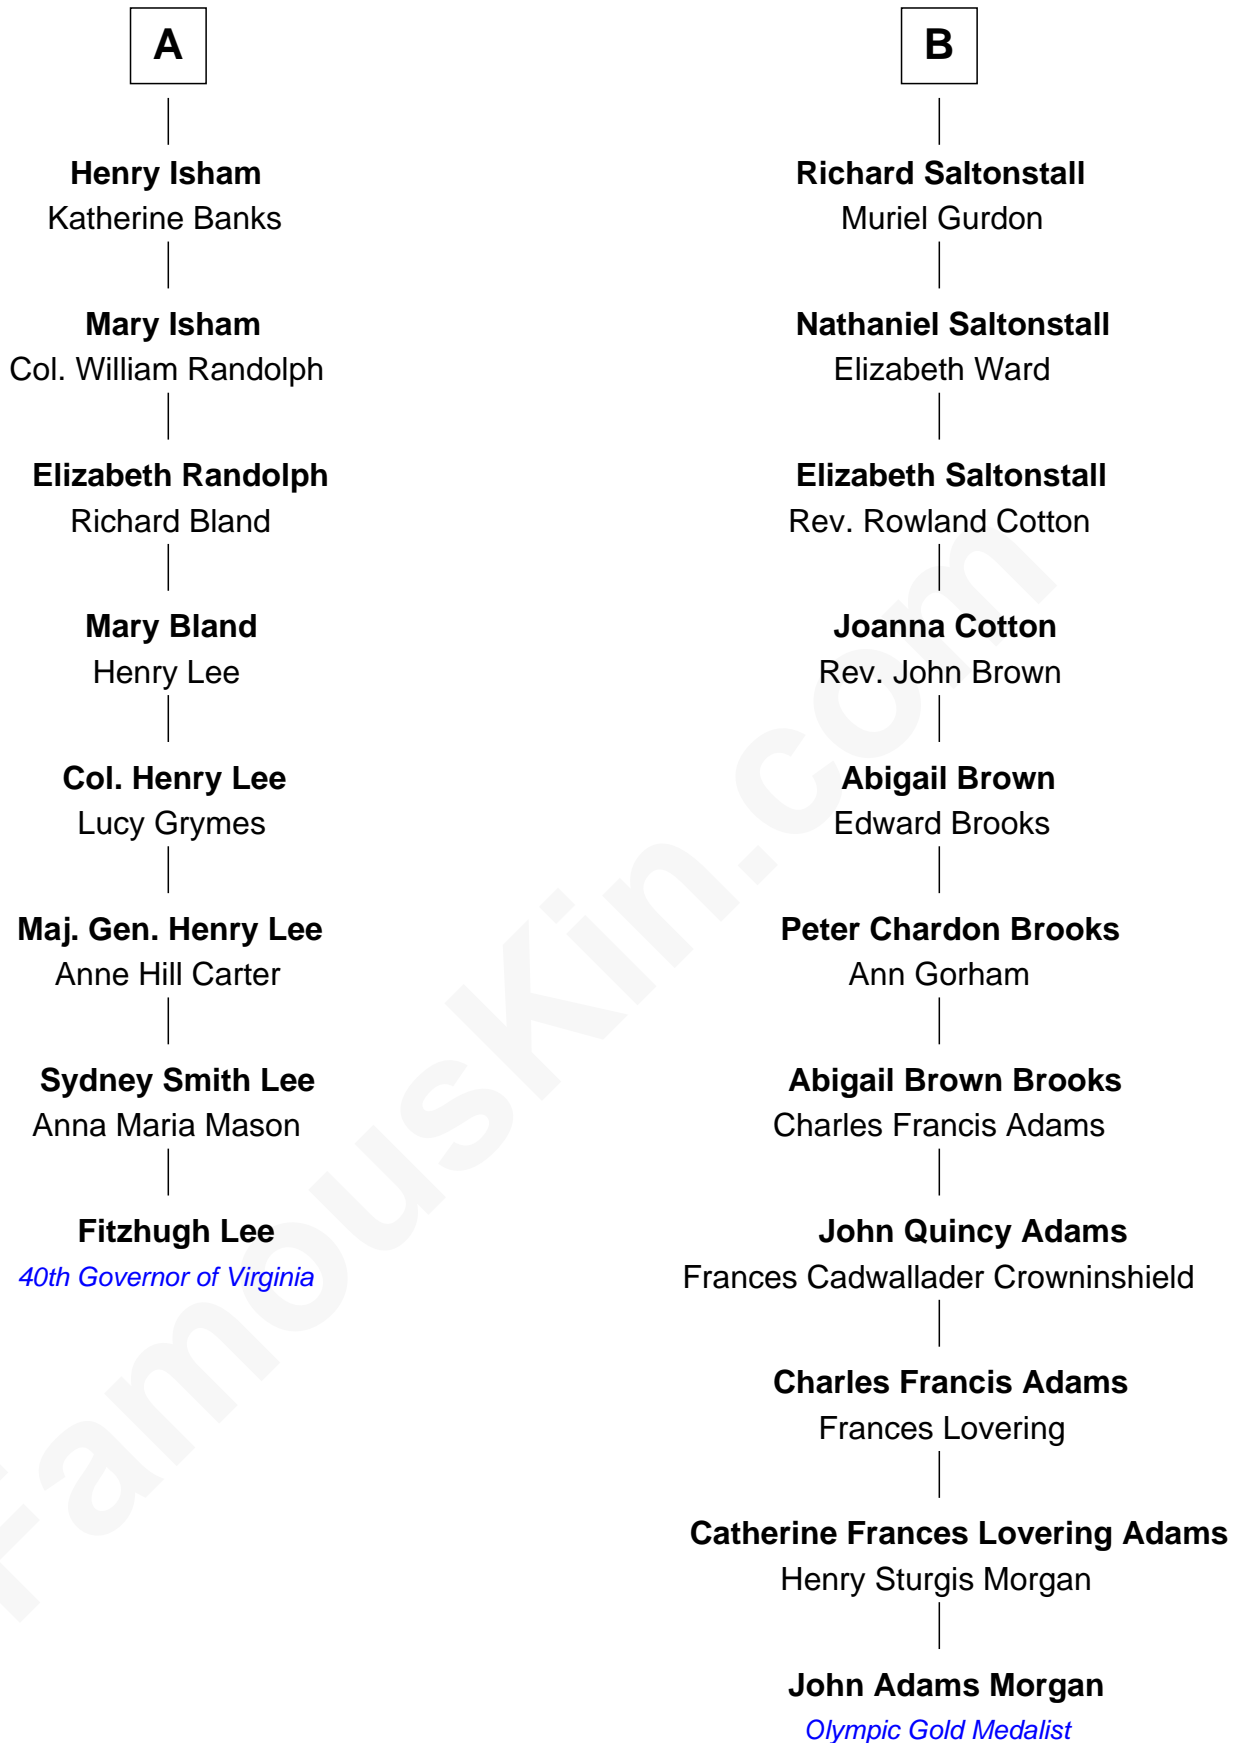 A
Henry Isham
Katherine Banks
Mary Isham
Col. William Randolph
Elizabeth Randolph
Richard Bland
Mary Bland
Henry Lee
Col. Henry Lee
Lucy Grymes
Maj. Gen. Henry Lee
Anne Hill Carter
Sydney Smith Lee
Anna Maria Mason
Fitzhugh Lee
40th Governor of Virginia
B
Richard Saltonstall
Muriel Gurdon
Nathaniel Saltonstall
Elizabeth Ward
Elizabeth Saltonstall
Rev. Rowland Cotton
Joanna Cotton
Rev. John Brown
Abigail Brown
Edward Brooks
Peter Chardon Brooks
Ann Gorham
Abigail Brown Brooks
Charles Francis Adams
John Quincy Adams
Frances Cadwallader Crowninshield
Charles Francis Adams
Frances Lovering
Catherine Frances Lovering Adams
Henry Sturgis Morgan
John Adams Morgan
Olympic Gold Medalist
FamousKin.com